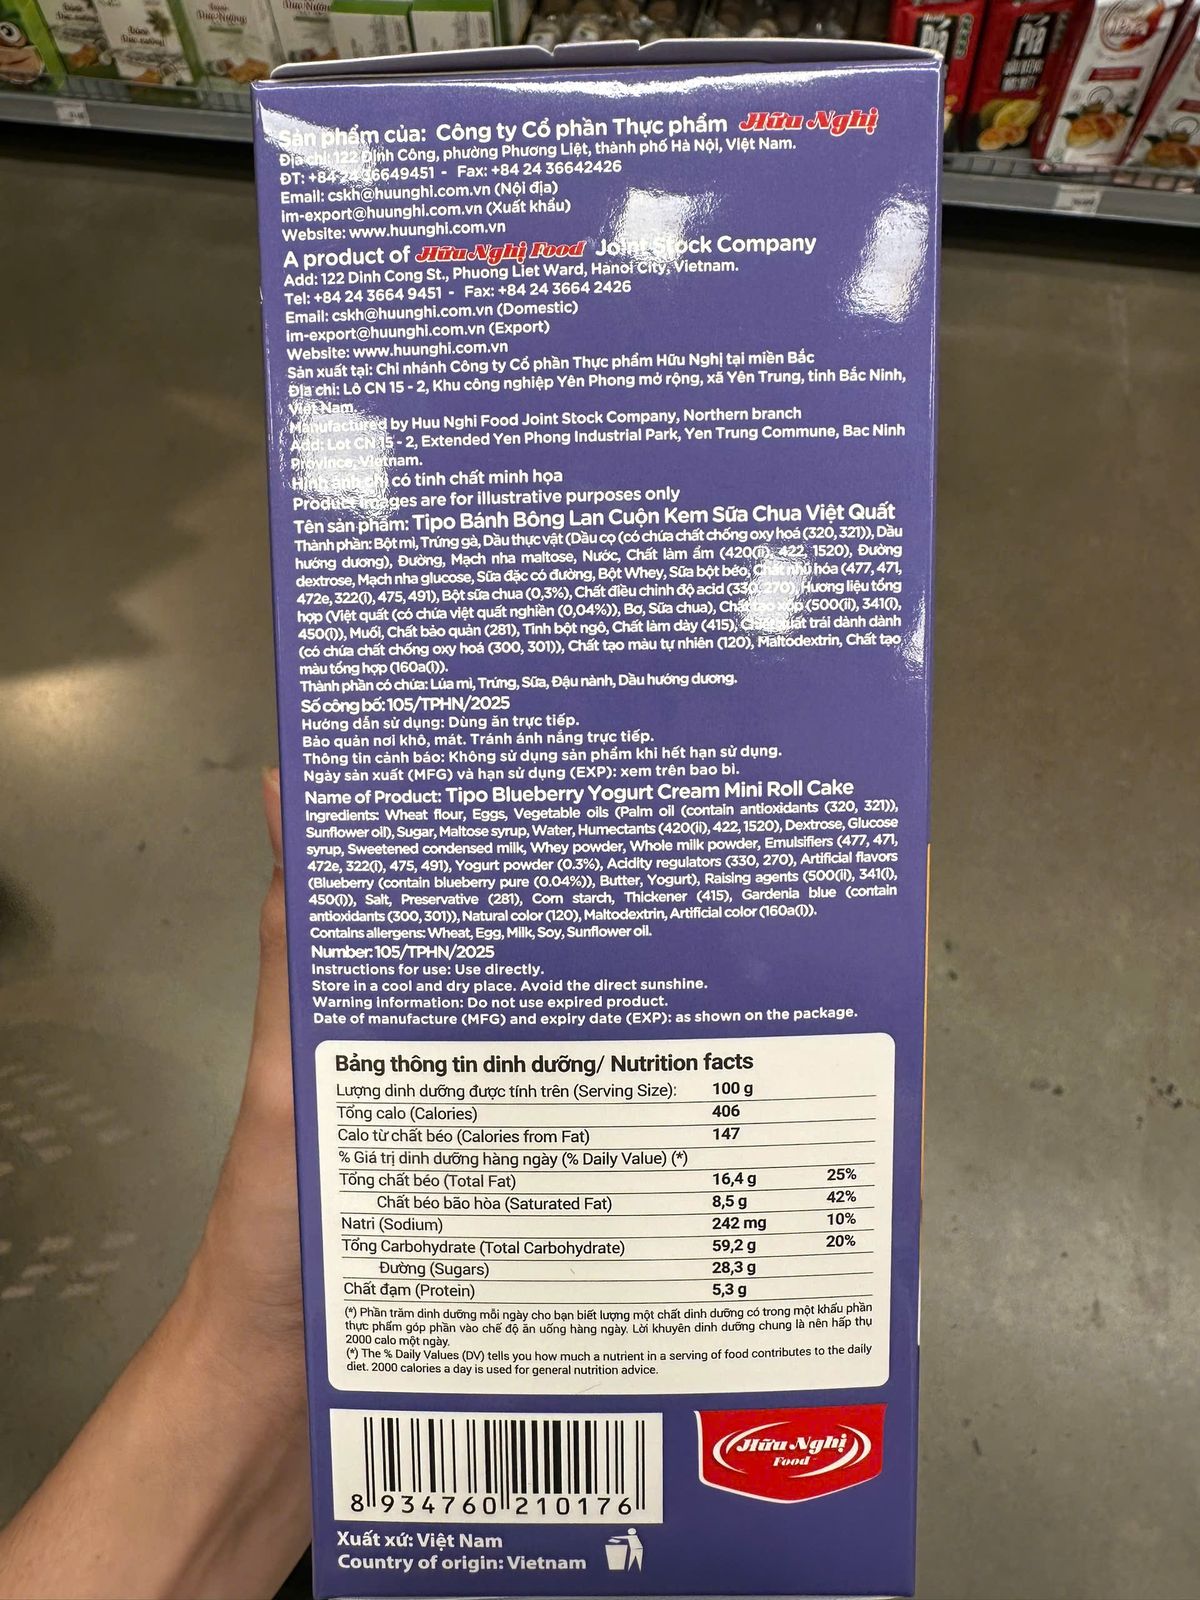 Sản phẩm của: Công ty Cổ phần Thực phẩm Hữu Nghị
Địa chỉ: 122 Định Công, phường Phương Liệt, thành phố Hà Nội, Việt Nam.
ĐT: +84 24 36649451 - Fax: +84 24 36642426
Email: cskh@huunghi.com.vn (Nội địa)
im-export@huunghi.com.vn (Xuất khẩu)
Website: www.huunghi.com.vn
A product of Hữu Nghị Food Joint Stock Company
Add: 122 Dinh Cong St., Phuong Liet Ward, Hanoi City, Vietnam.
Tel: +84 24 3664 9451 - Fax: +84 24 3664 2426
Email: cskh@huunghi.com.vn (Domestic)
im-export@huunghi.com.vn (Export)
Website: www.huunghi.com.vn
Sản xuất tại: Chi nhánh Công ty Cổ phần Thực phẩm Hữu Nghị tại miền Bắc
Địa chỉ: Lô CN 15 - 2, Khu công nghiệp Yên Phong mở rộng, xã Yên Trung, tỉnh Bắc Ninh,
Việt Nam.
Manufactured by Huu Nghi Food Joint Stock Company, Northern branch
Add: Lot CN 15 - 2, Extended Yen Phong Industrial Park, Yen Trung Commune, Bac Ninh
Province, Vietnam.
Hình ảnh chỉ có tính chất minh họa
Product images are for illustrative purposes only
Tên sản phẩm: Tipo Bánh Bông Lan Cuộn Kem Sữa Chua Việt Quất
Thành phần: Bột mì, Trứng gà, Dầu thực vật (Dầu cọ (có chứa chất chống oxy hoá (320, 321)), Dầu
hướng dương), Đường, Mạch nha maltose, Nước, Chất làm ẩm (420(ii), 422, 1520), Đường
dextrose, Mạch nha glucose, Sữa đặc có đường, Bột Whey, Sữa bột béo, Chất nhũ hóa (477, 471,
472e, 322(i), 475, 491), Bột sữa chua (0,3%), Chất điều chỉnh độ acid (330, 270), Hương liệu tổng
hợp (Việt quất (có chứa việt quất nghiền (0,04%)), Bơ, Sữa chua), Chất tạo xốp (500(ii), 341(i),
450(i)), Muối, Chất bảo quản (281), Tinh bột ngô, Chất làm dày (415), Chiết xuất trái dành dành
(có chứa chất chống oxy hoá (300, 301)), Chất tạo màu tự nhiên (120), Maltodextrin, Chất tạo
màu tổng hợp (160a(i)).
Thành phần có chứa: Lúa mì, Trứng, Sữa, Đậu nành, Dầu hướng dương.
Số công bố: 105/TPHN/2025
Hướng dẫn sử dụng: Dùng ăn trực tiếp.
Bảo quản nơi khô, mát. Tránh ánh nắng trực tiếp.
Thông tin cảnh báo: Không sử dụng sản phẩm khi hết hạn sử dụng.
Ngày sản xuất (MFG) và hạn sử dụng (EXP): xem trên bao bì.
Name of Product: Tipo Blueberry Yogurt Cream Mini Roll Cake
Ingredients: Wheat flour, Eggs, Vegetable oils (Palm oil (contain antioxidants (320, 321)),
Sunflower oil), Sugar, Maltose syrup, Water, Humectants (420(ii), 422, 1520), Dextrose, Glucose
syrup, Sweetened condensed milk, Whey powder, Whole milk powder, Emulsifiers (477, 471,
472e, 322(i), 475, 491), Yogurt powder (0.3%), Acidity regulators (330, 270), Artificial flavors
(Blueberry (contain blueberry pure (0.04%)), Butter, Yogurt), Raising agents (500(ii), 341(i),
450(i)), Salt, Preservative (281), Corn starch, Thickener (415), Gardenia blue (contain
antioxidants (300, 301)), Natural color (120), Maltodextrin, Artificial color (160a(i)).
Contains allergens: Wheat, Egg, Milk, Soy, Sunflower oil.
Number: 105/TPHN/2025
Instructions for use: Use directly.
Store in a cool and dry place. Avoid the direct sunshine.
Warning information: Do not use expired product.
Date of manufacture (MFG) and expiry date (EXP): as shown on the package.
Bảng thông tin dinh dưỡng/ Nutrition facts
Lượng dinh dưỡng được tính trên (Serving Size): 100 g
Tổng calo (Calories) 406
Calo từ chất béo (Calories from Fat) 147
% Giá trị dinh dưỡng hàng ngày (% Daily Value) (*)
Tổng chất béo (Total Fat) 16,4 g 25%
Chất béo bão hòa (Saturated Fat) 8,5 g 42%
Natri (Sodium) 242 mg 10%
Tổng Carbohydrate (Total Carbohydrate) 59,2 g 20%
Đường (Sugars) 28,3 g
Chất đạm (Protein) 5,3 g
(*) Phần trăm dinh dưỡng mỗi ngày cho bạn biết lượng một chất dinh dưỡng có trong một khẩu phần
thực phẩm góp phần vào chế độ ăn uống hàng ngày. Lời khuyên dinh dưỡng chung là nên hấp thụ
2000 calo một ngày.
(*) The % Daily Values (DV) tells you how much a nutrient in a serving of food contributes to the daily
diet. 2000 calories a day is used for general nutrition advice.
Hữu Nghị
Food
8 934760 210176
Xuất xứ: Việt Nam
Country of origin: Vietnam